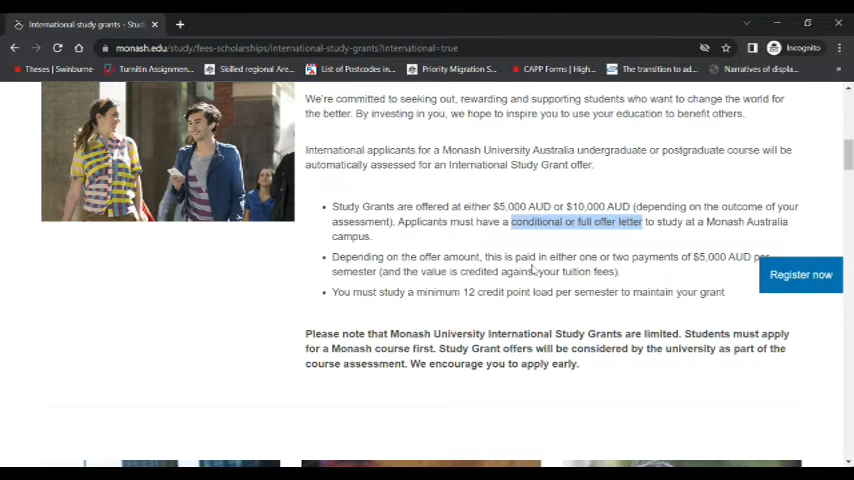 International study grants - Stud
monash.edu/study/fees-scholarships/international-study-grants?international=true
Incognito
Theses | Swinburne
Turnitin Assignmen...
Skilled regional Are...
List of Postcodes in...
Priority Migration S...
CAPP Forms | High...
The transition to ad...
Narratives of displa...
»
We're committed to seeking out, rewarding and supporting students who want to change the world for
the better. By investing in you, we hope to inspire you to use your education to benefit others.
International applicants for a Monash University Australia undergraduate or postgraduate course will be
automatically assessed for an International Study Grant offer.
• Study Grants are offered at either $5,000 AUD or $10,000 AUD (depending on the outcome of your
assessment). Applicants must have a conditional or full offer letter to study at a Monash Australia
campus.
• Depending on the offer amount, this is paid in either one or two payments of $5,000 AUD per
semester (and the value is credited against your tuition fees).
Register now
• You must study a minimum 12 credit point load per semester to maintain your grant
Please note that Monash University International Study Grants are limited. Students must apply
for a Monash course first. Study Grant offers will be considered by the university as part of the
course assessment. We encourage you to apply early.